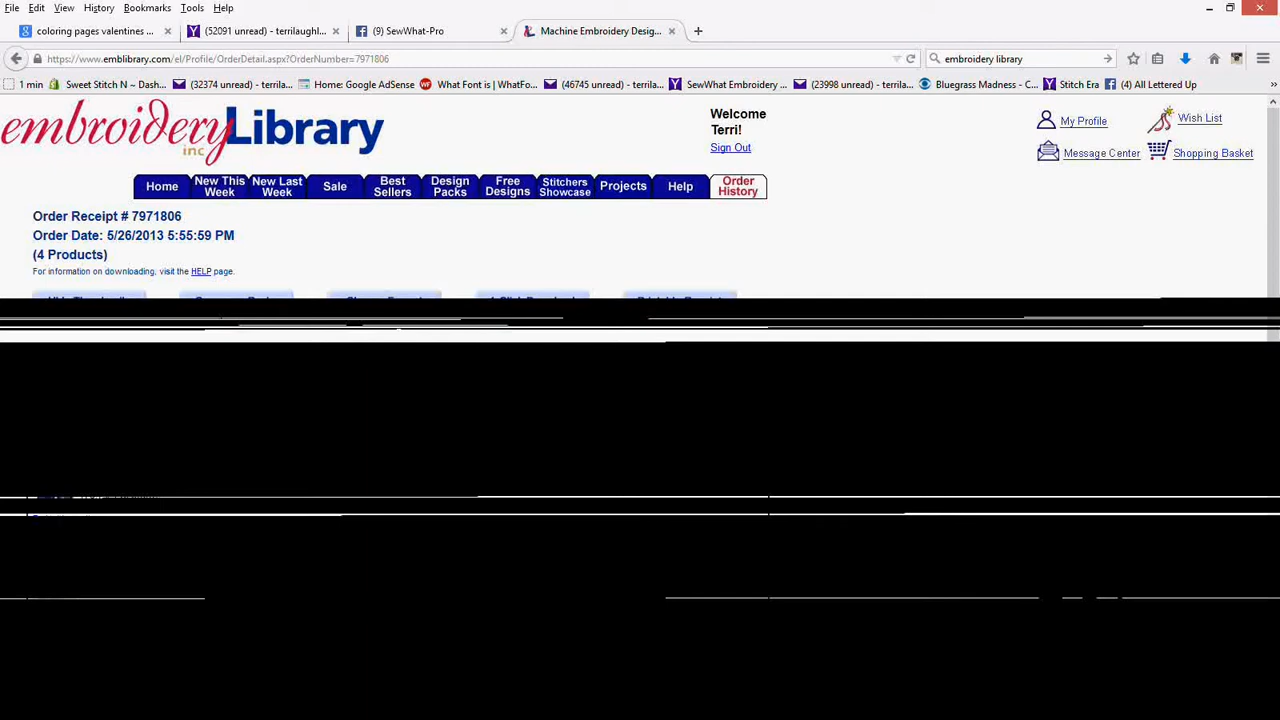 File Edit View History Bookmarks Tools Help
coloring pages valentines ... × (52091 unread) - terrilaughl... × (9) SewWhat-Pro × Machine Embroidery Desig... × +
https://www.emblibrary.com/el/Profile/OrderDetail.aspx?OrderNumber=7971806 embroidery library
1 min Sweet Stitch N ~ Dash... (32374 unread) - terrila... Home: Google AdSense What Font is | WhatFo... (46745 unread) - terrila... SewWhat Embroidery ... (23998 unread) - terrila... Bluegrass Madness - C... Stitch Era (4) All Lettered Up
embroidery Library
inc
Welcome
Terri!
Sign Out
My Profile Wish List
Message Center Shopping Basket
Home New This Week New Last Week Sale Best Sellers Design Packs Free Designs Stitchers Showcase Projects Help Order History
Order Receipt # 7971806
Order Date: 5/26/2013 5:55:59 PM
(4 Products)
For information on downloading, visit the HELP page.